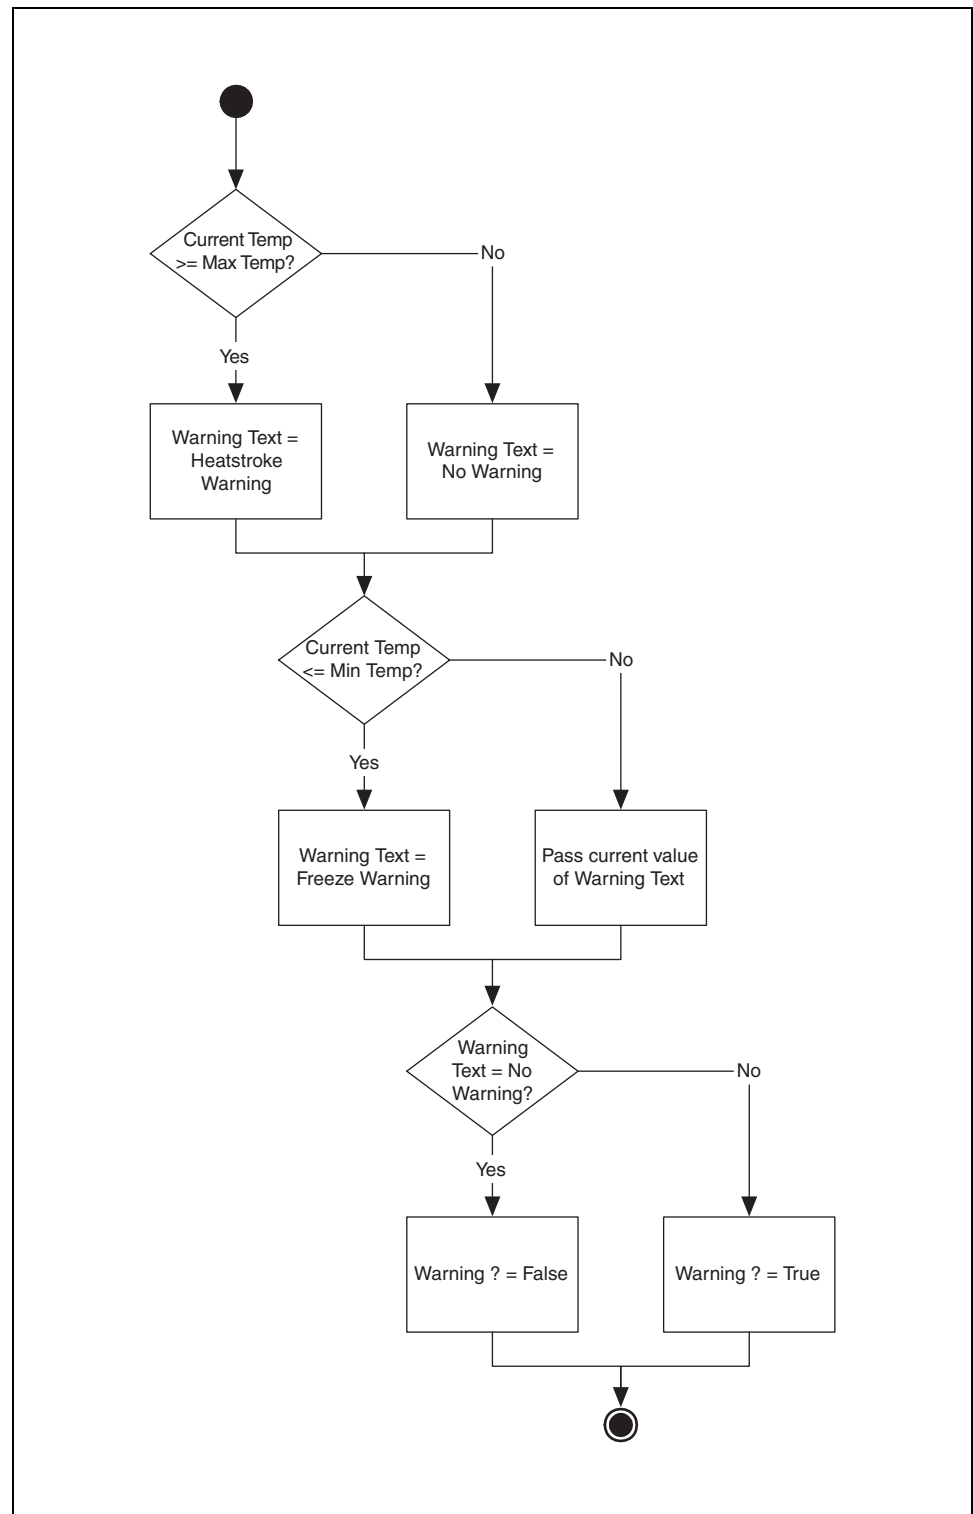 Current Temp
>= Max Temp?
No
Yes
Warning Text =
Heatstroke
Warning
Warning Text =
No Warning
Current Temp
<= Min Temp?
No
Yes
Warning Text =
Freeze Warning
Pass current value
of Warning Text
Warning
Text = No
Warning?
No
Yes
Warning ? = False
Warning ? = True